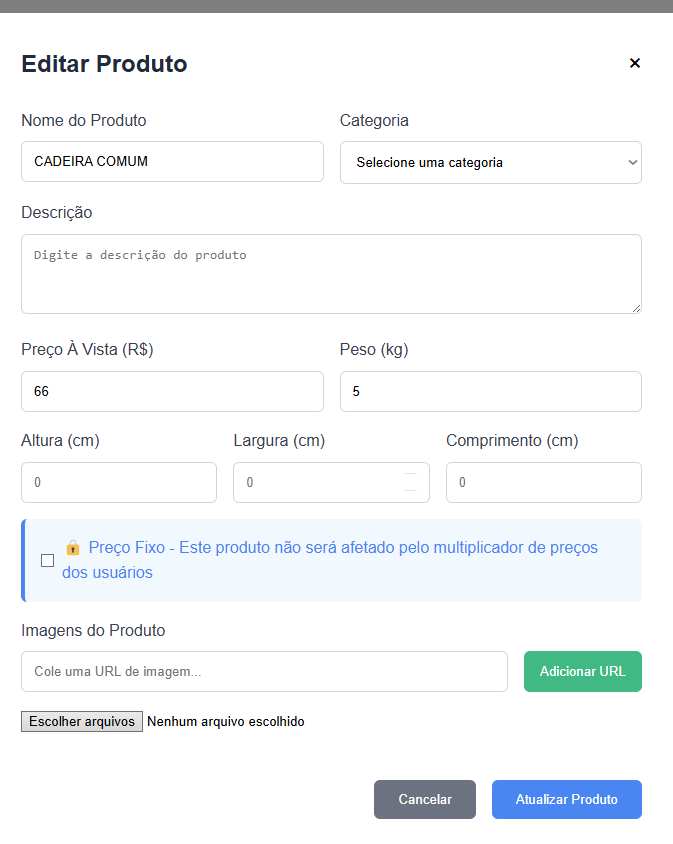 Editar Produto
×
Nome do Produto
Categoria
CADEIRA COMUM
Selecione uma categoria
Descrição
Digite a descrição do produto
Preço À Vista (R$)
Peso (kg)
66
5
Altura (cm)
Largura (cm)
Comprimento (cm)
0
0
0
🔒 Preço Fixo - Este produto não será afetado pelo multiplicador de preços
dos usuários
Imagens do Produto
Cole uma URL de imagem...
Adicionar URL
Escolher arquivos Nenhum arquivo escolhido
Cancelar
Atualizar Produto